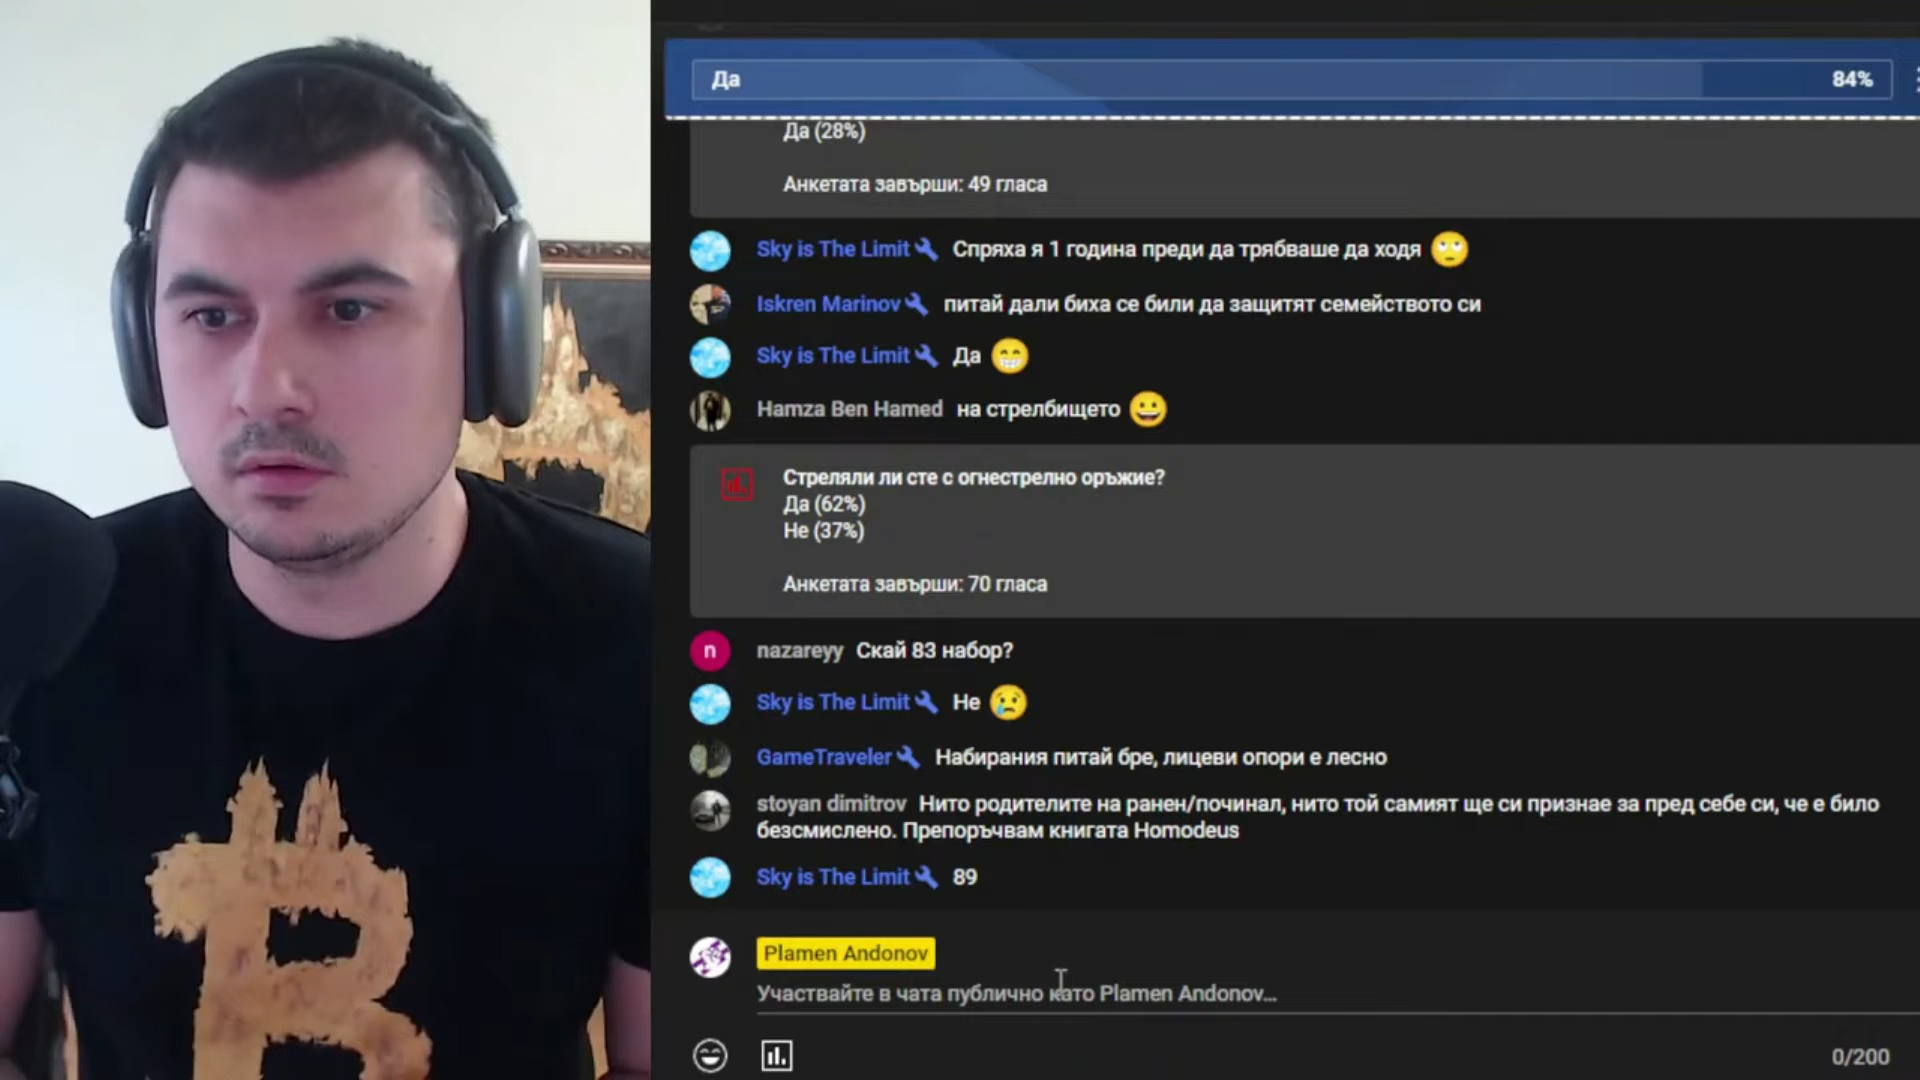 Да 84%
Да (28%)
Анкетата завърши: 49 гласа
Sky is The Limit Спряха я 1 година преди да трябваше да ходя
Iskren Marinov питай дали биха се били да защитят семейството си
Sky is The Limit Да
Hamza Ben Hamed на стрелбището
Стреляли ли сте с огнестрелно оръжие?
Да (62%)
Не (37%)
Анкетата завърши: 70 гласа
n nazareyy Скай 83 набор?
Sky is The Limit Не
GameTraveler Набирания питай бре, лицеви опори е лесно
stoyan dimitrov Нито родителите на ранен/починал, нито той самият ще си признае за пред себе си, че е било
безсмислено. Препоръчвам книгата Homodeus
Sky is The Limit 89
Plamen Andonov
Участвайте в чата публично като Plamen Andonov...
0/200